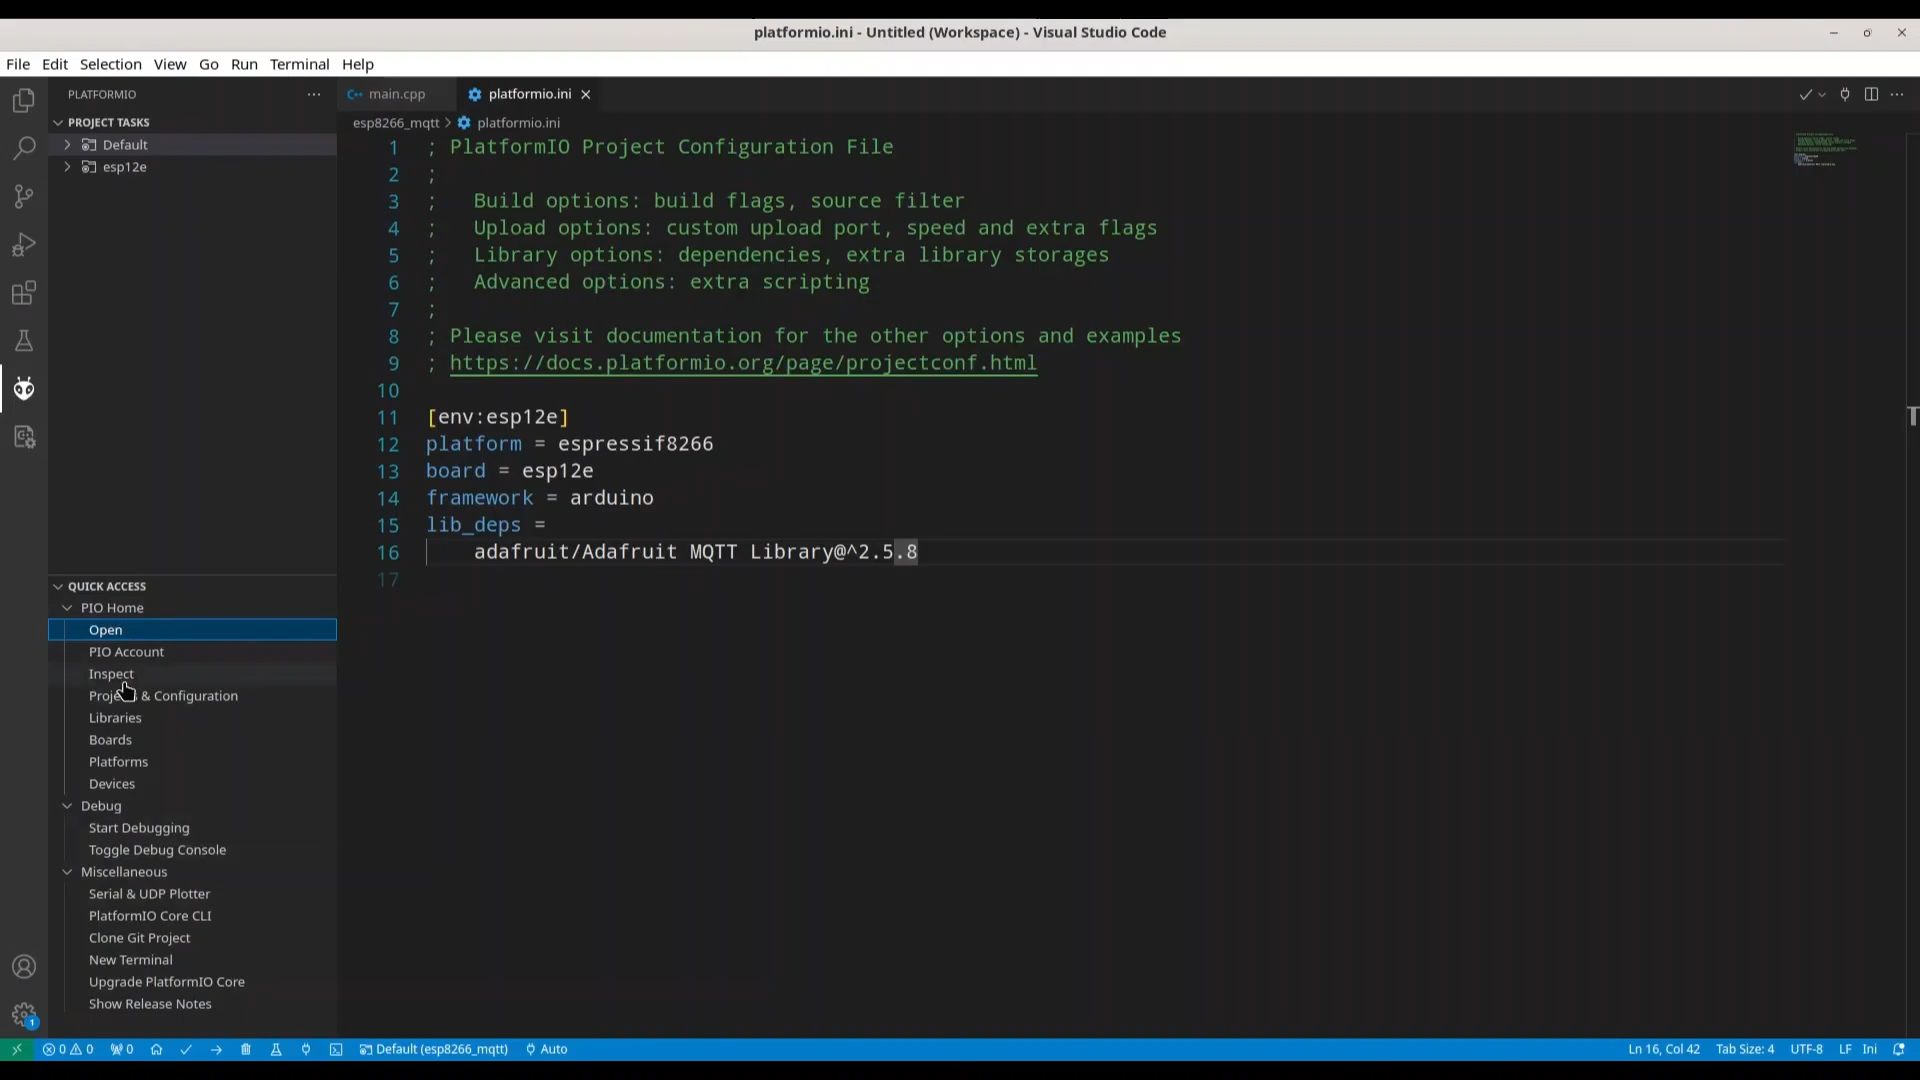 platformio.ini - Untitled (Workspace) - Visual Studio Code
File Edit Selection View Go Run Terminal Help
PLATFORMIO
PROJECT TASKS
Default
esp12e
QUICK ACCESS
PIO Home
Open
PIO Account
Inspect
& Configuration
Libraries
Boards
Platforms
Devices
Debug
Start Debugging
Toggle Debug Console
Miscellaneous
Serial & UDP Plotter
PlatformIO Core CLI
Clone Git Project
New Terminal
Upgrade PlatformIO Core
Show Release Notes
main.cpp platformio.ini
esp8266_mqtt > platformio.ini
1 ; PlatformIO Project Configuration File
2 ;
3 ; Build options: build flags, source filter
4 ; Upload options: custom upload port, speed and extra flags
5 ; Library options: dependencies, extra library storages
6 ; Advanced options: extra scripting
7 ;
8 ; Please visit documentation for the other options and examples
9 ; https://docs.platformio.org/page/projectconf.html
10
11 [env:esp12e]
12 platform = espressif8266
13 board = esp12e
14 framework = arduino
15 lib_deps =
16 adafruit/Adafruit MQTT Library@^2.5.8
17
1
0 0 0 Default (esp8266_mqtt) Auto Ln 16, Col 42 Tab Size: 4 UTF-8 LF Ini